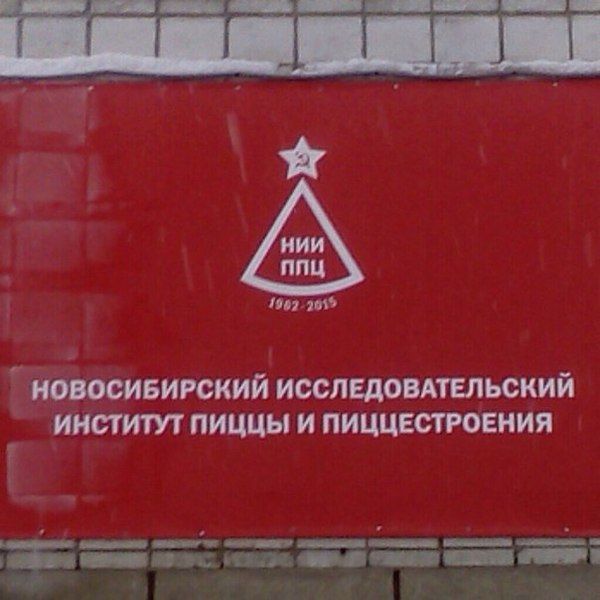 НИИ
ППЦ
1962-2015
НОВОСИБИРСКИЙ ИССЛЕДОВАТЕЛЬСКИЙ
ИНСТИТУТ ПИЦЦЫ И ПИЦЦЕСТРОЕНИЯ